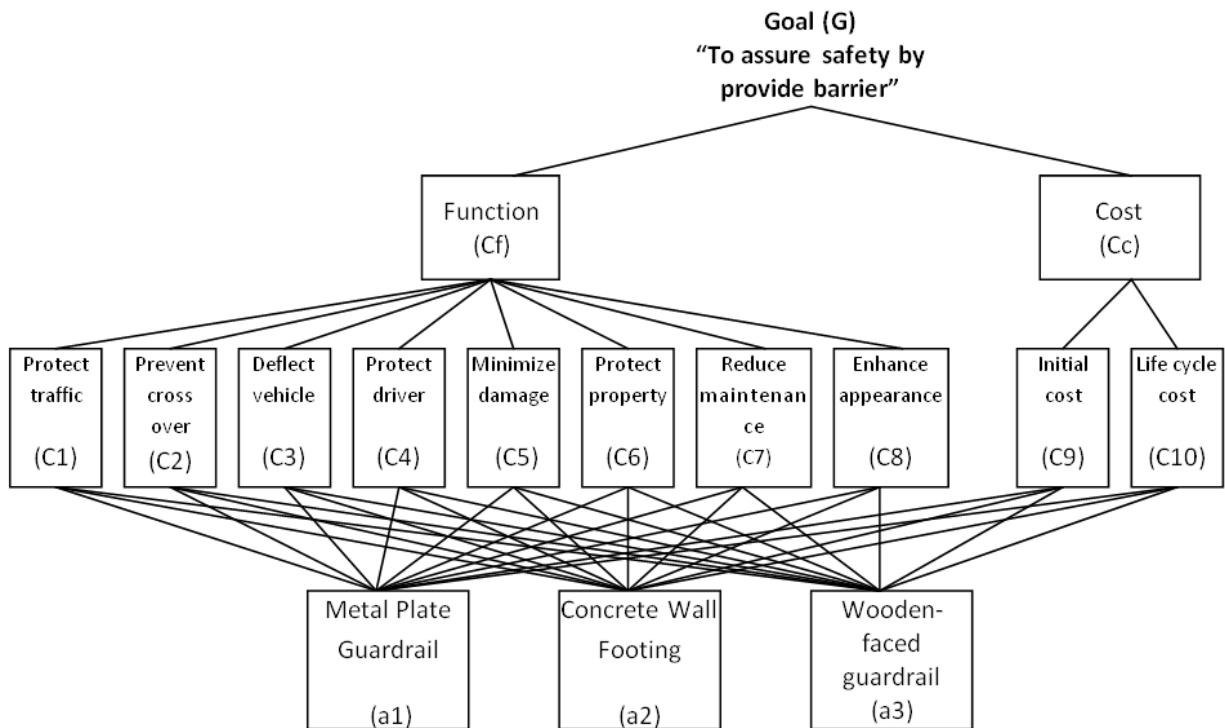 Goal (G)
“To assure safety by
provide barrier”
Function
(Cf)
Cost
(Cc)
Protect
traffic
(C1)
Prevent
cross
over
(C2)
Deflect
vehicle
(C3)
Protect
driver
(C4)
Minimize
damage
(C5)
Protect
property
(C6)
Reduce
maintenan
ce
(C7)
Enhance
appearance
(C8)
Initial
cost
(C9)
Life cycle
cost
(C10)
Metal Plate
Guardrail
(a1)
Concrete Wall
Footing
(a2)
Wooden-
faced
guardrail
(a3)